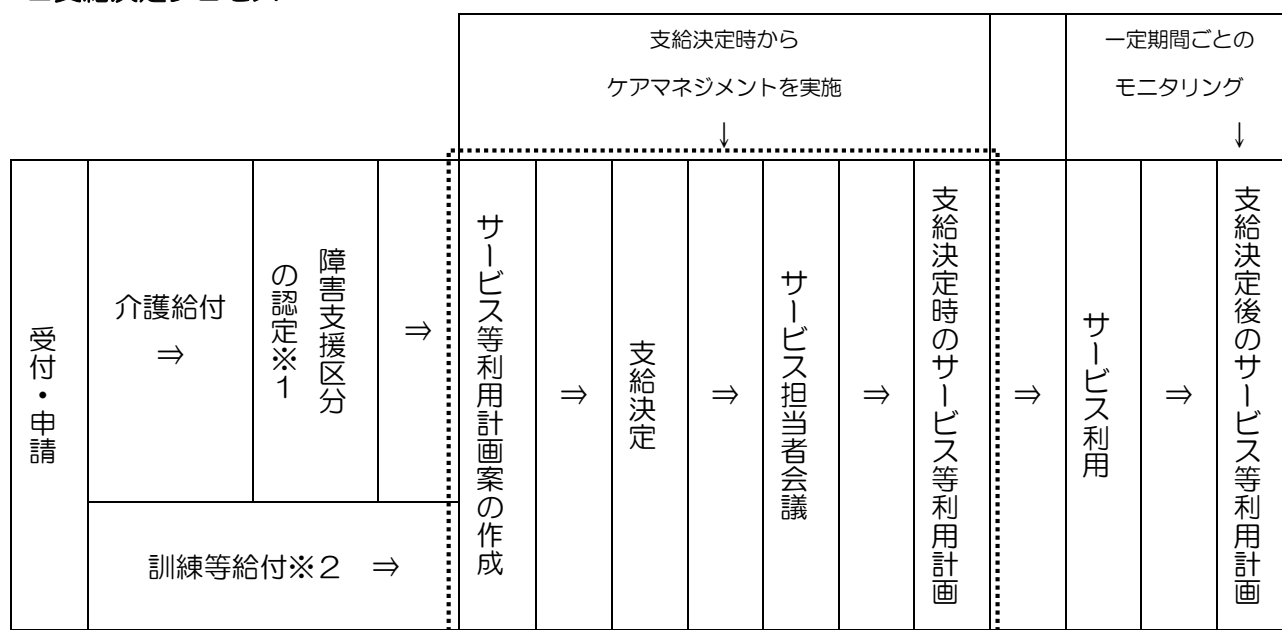 支給決定時から
ケアマネジメントを実施
↓
一定期間ごとの
モニタリング
↓
受付・申請
介護給付
⇒
障害支援区分
の認定※1
⇒
訓練等給付※2　⇒
サービス等利用計画案の作成
⇒
支給決定
⇒
サービス担当者会議
⇒
支給決定時のサービス等利用計画
⇒
サービス利用
⇒
支給決定後のサービス等利用計画